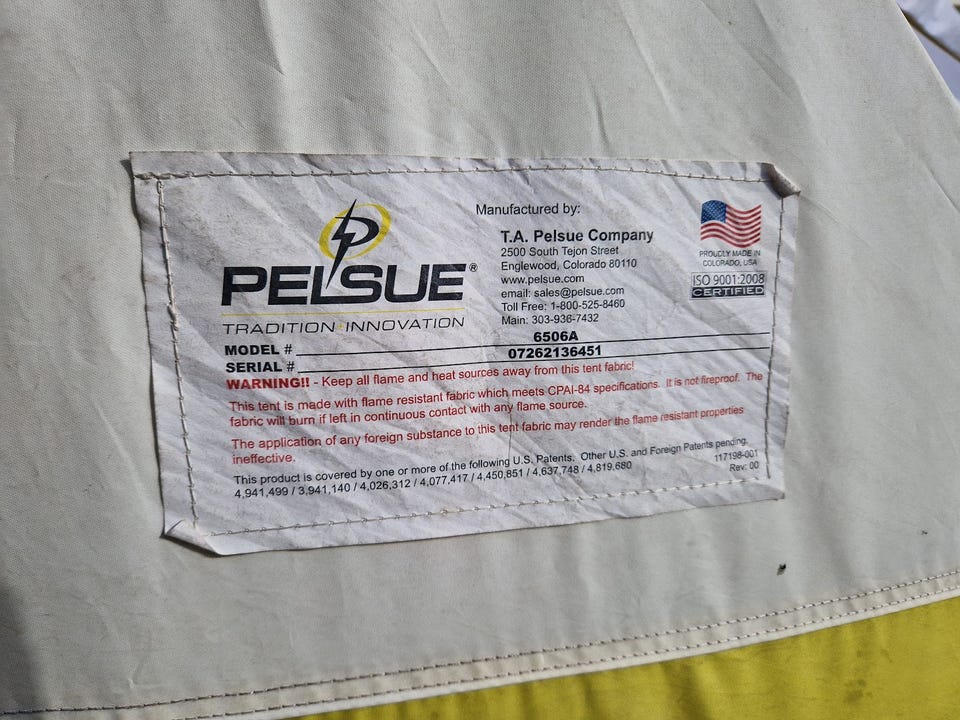 PELSUE®
TRADITION INNOVATION
Manufactured by:
T.A. Pelsue Company
2500 South Tejon Street
Englewood, Colorado 80110
www.pelsue.com
email: sales@pelsue.com
Toll Free: 1-800-525-8460
Main: 303-936-7432
PROUDLY MADE IN
COLORADO, USA
ISO 9001:2008
CERTIFIED
MODEL # 6506A
SERIAL # 07262136451
WARNING!! - Keep all flame and heat sources away from this tent fabric!
This tent is made with flame resistant fabric which meets CPAI-84 specifications. It is not fireproof. The
fabric will burn if left in continuous contact with any flame source.
The application of any foreign substance to this tent fabric may render the flame resistant properties
ineffective.
This product is covered by one or more of the following U.S. Patents. Other U.S. and Foreign Patents pending.
4,941,499 / 3,941,140 / 4,026,312 / 4,077,417 / 4,450,851 / 4,637,748 / 4,819,680
117198-001
Rev: 00